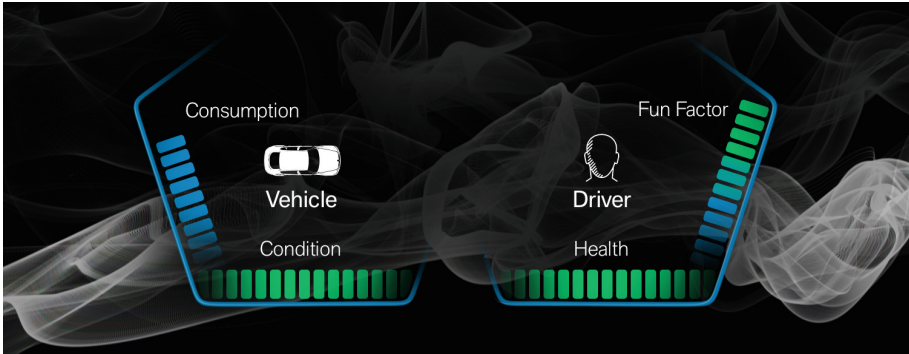 Consumption
Vehicle
Condition
Fun Factor
Driver
Health